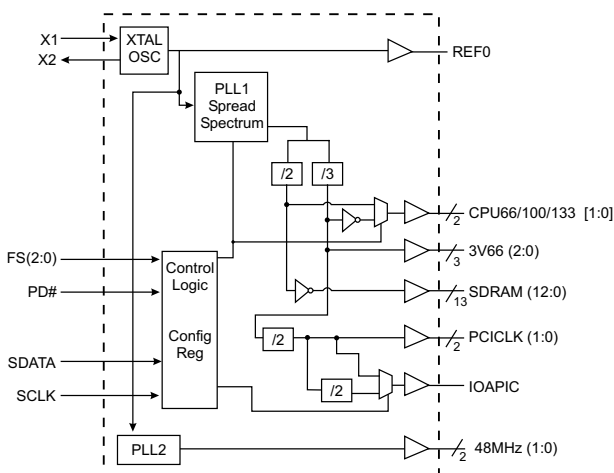 X1
X2
XTAL
OSC
REF0
PLL1
Spread
Spectrum
/2
/3
CPU66/100/133 [1:0]
2
FS(2:0)
Control
Logic
3V66 (2:0)
3
PD#
SDRAM (12:0)
13
Config
Reg
/2
PCICLK (1:0)
2
SDATA
/2
IOAPIC
SCLK
PLL2
48MHz (1:0)
2